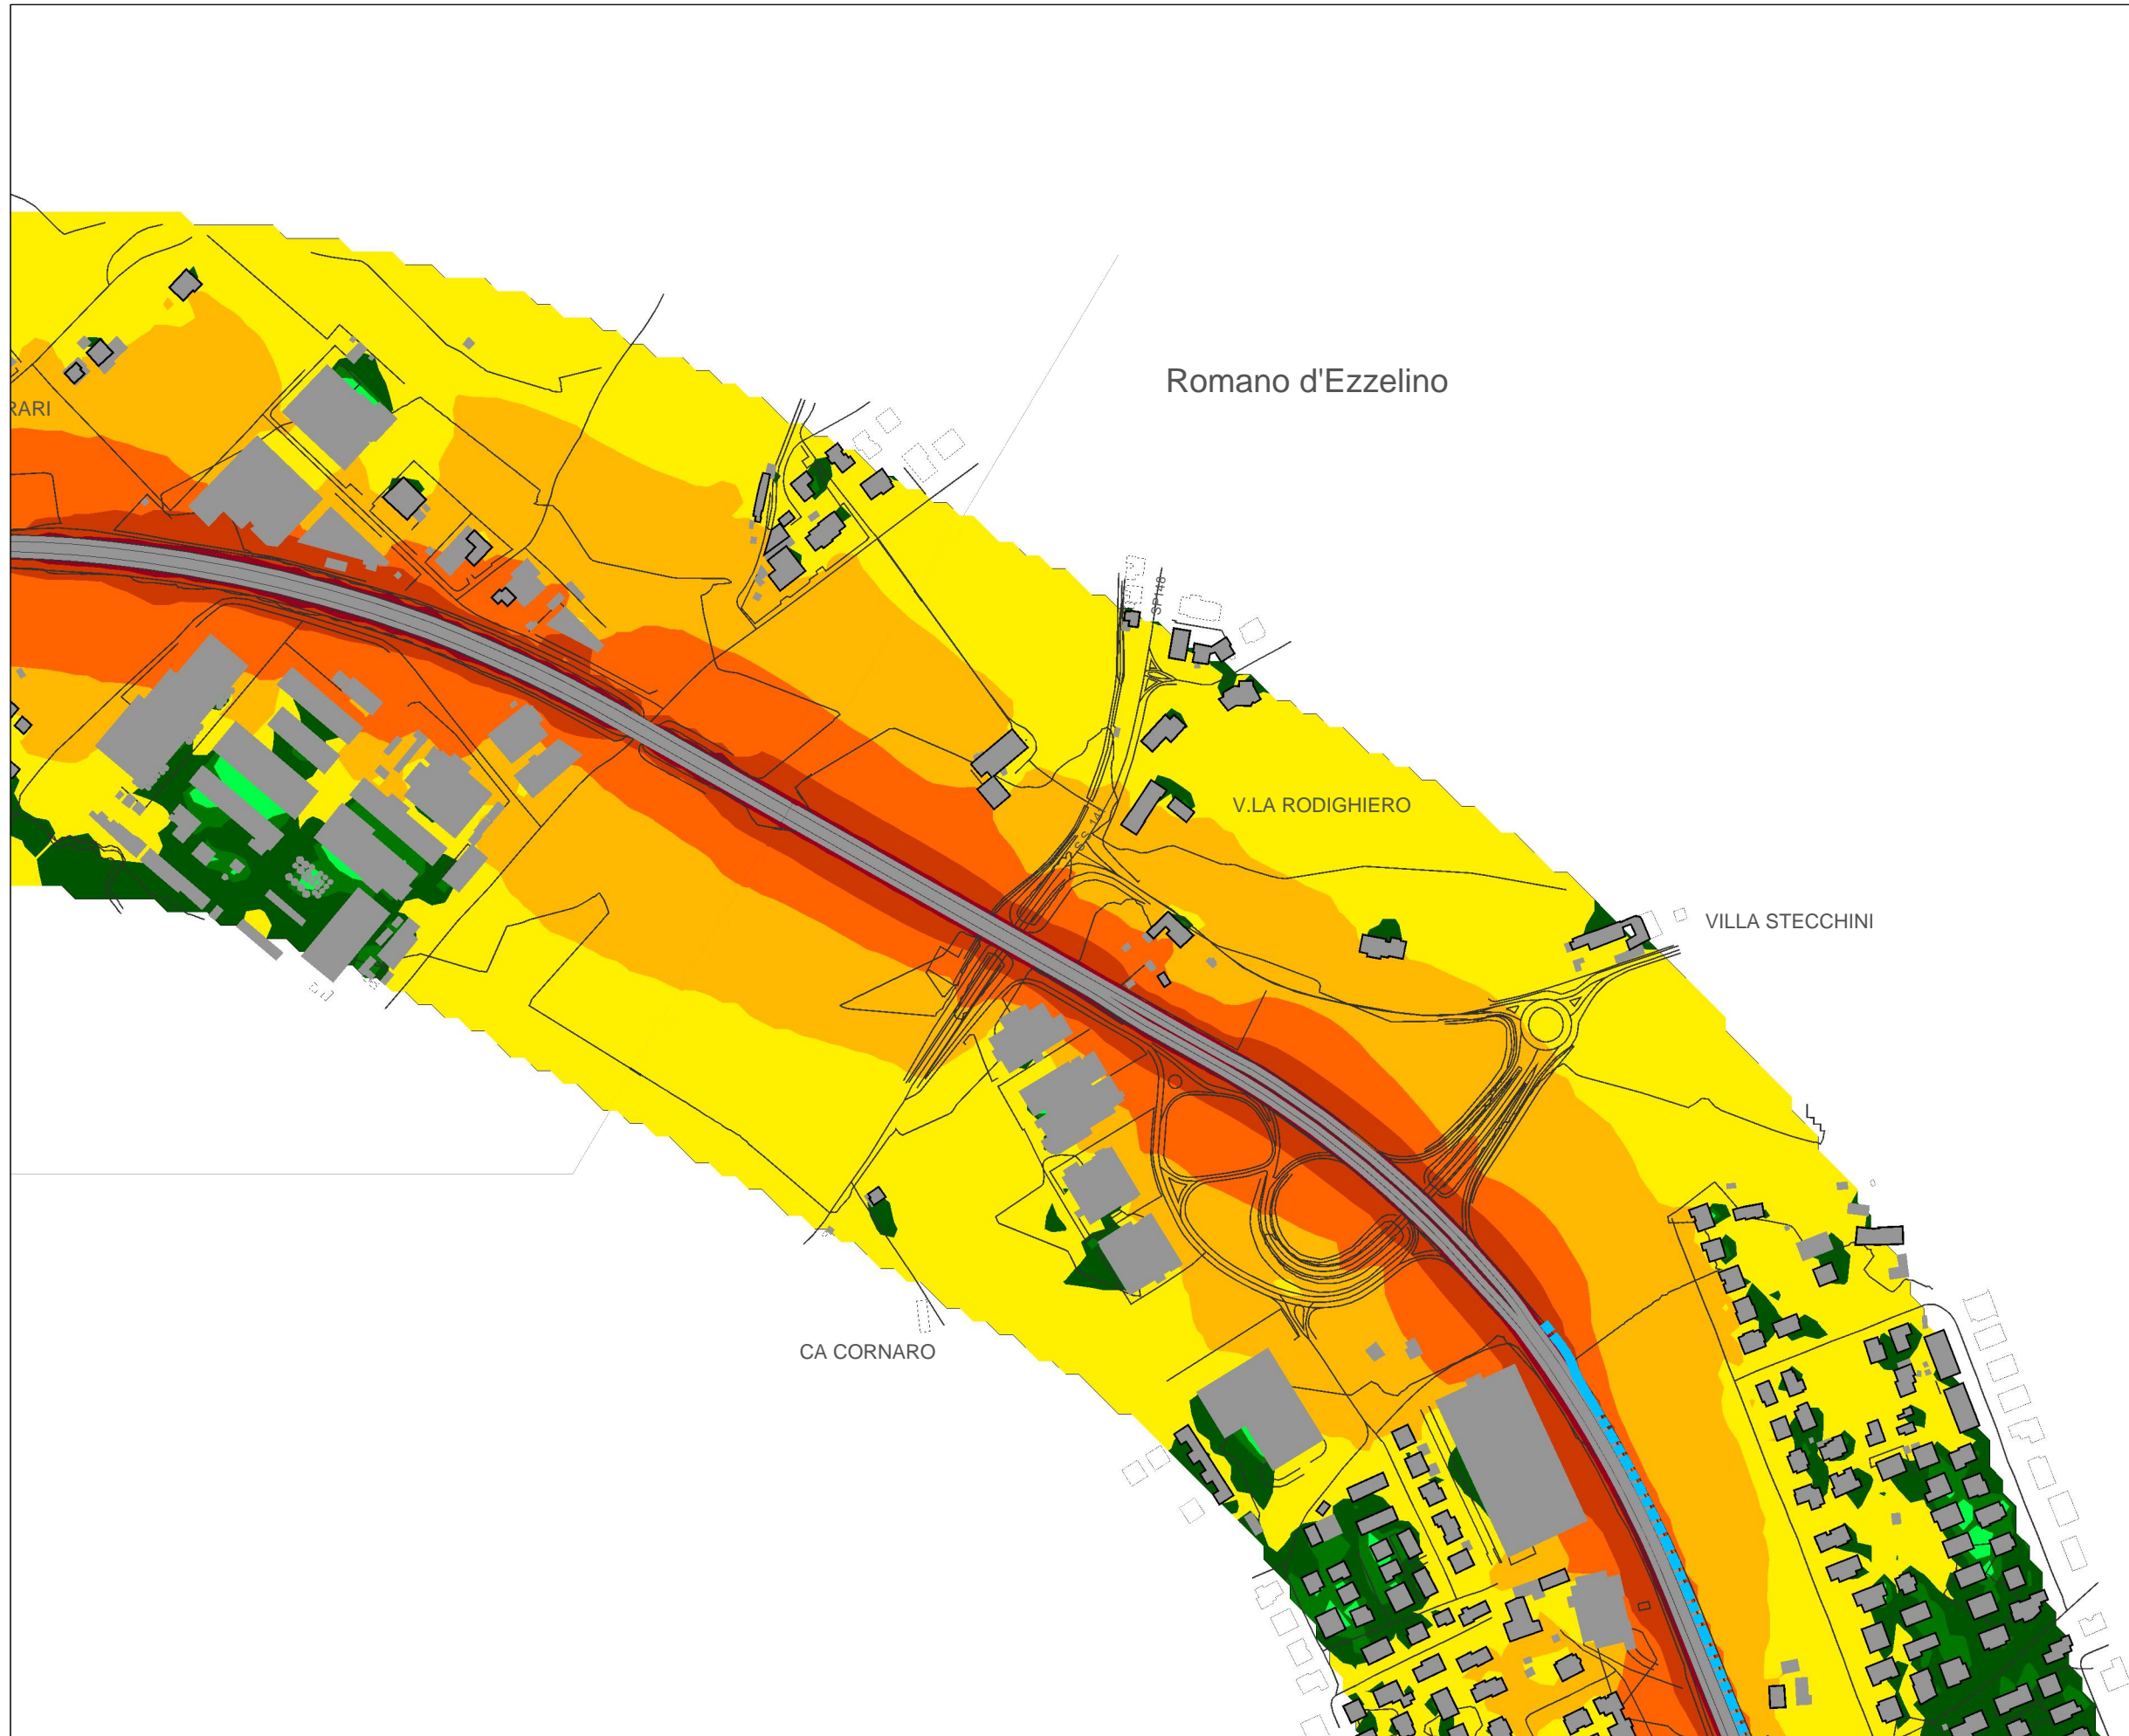 Romano d'Ezzelino
RARI
SP148
V.LA RODIGHIERO
VILLA STECCHINI
CA CORNARO